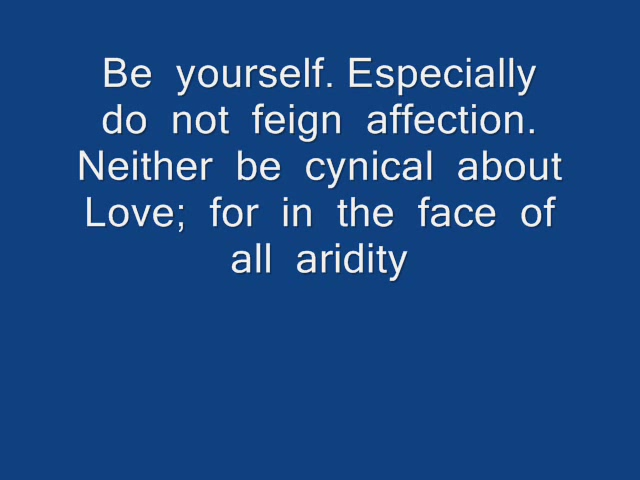 Be yourself. Especially
do not feign affection.
Neither be cynical about
Love; for in the face of
all aridity